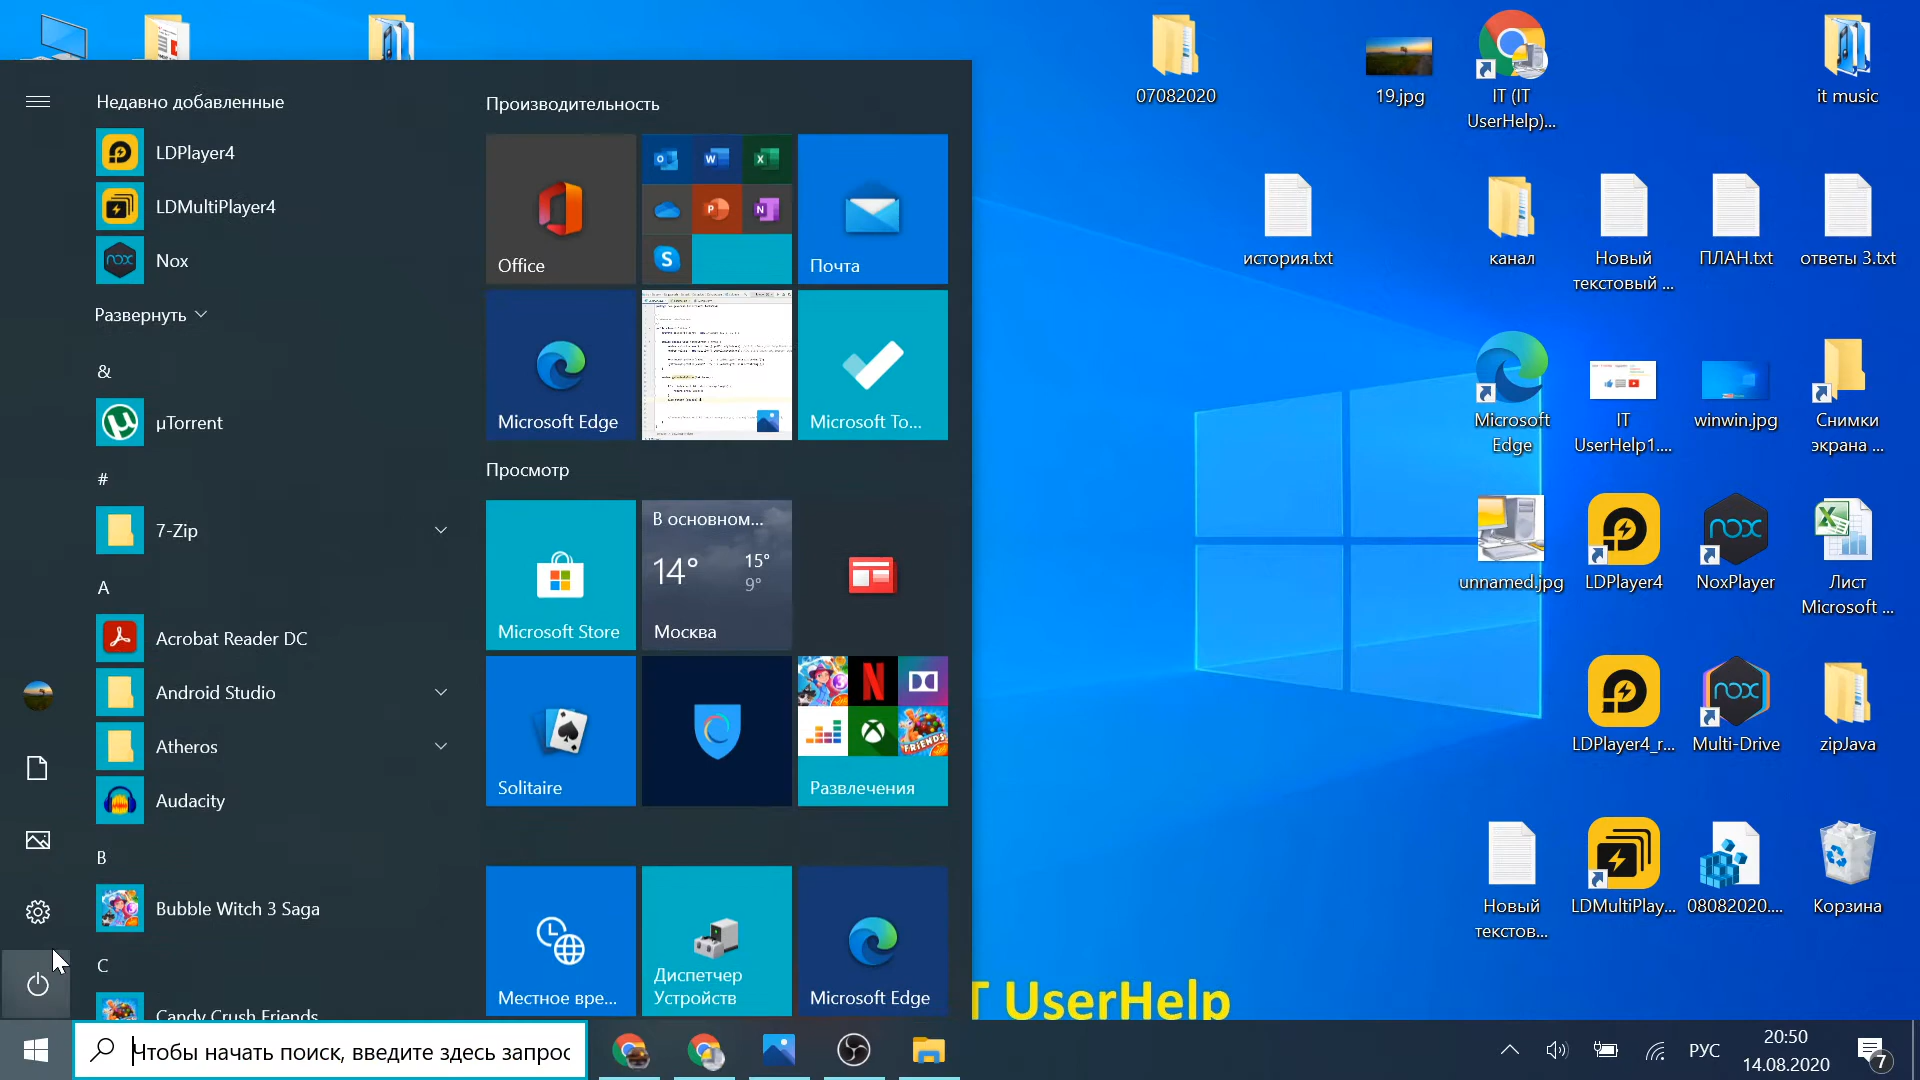 Недавно добавленные
LDPlayer4
LDMultiPlayer4
Nox
Развернуть
&
µTorrent
#
7-Zip
A
Acrobat Reader DC
Android Studio
Atheros
Audacity
B
Bubble Witch 3 Saga
C
Candy Crush Friends
Производительность
Office
Почта
Microsoft Edge
Microsoft To...
Просмотр
Microsoft Store
В основном...
14°
15°
9°
Москва
Solitaire
Развлечения
Местное вре...
Диспетчер
Устройств
Microsoft Edge
07082020
19.jpg
IT (IT
UserHelp)...
it music
история.txt
канал
Новый
текстовый ...
ПЛАН.txt
ответы 3.txt
Microsoft
Edge
IT
UserHelp1....
winwin.jpg
Снимки
экрана ...
unnamed.jpg
LDPlayer4
NoxPlayer
Лист
Microsoft ...
LDPlayer4_r...
Multi-Drive
zipJava
Новый
текстов...
LDMultiPlay...
08082020....
Корзина
T UserHelp
Чтобы начать поиск, введите здесь запрос
РУС
20:50
14.08.2020
7